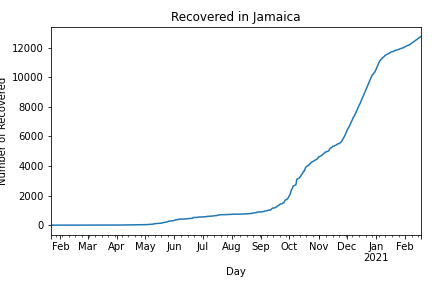 Recovered in Jamaica
Number of Recovered
12000
10000
8000
6000
4000
2000
0
Feb Mar Apr May Jun Jul Aug Sep Oct Nov Dec Jan Feb
2021
Day